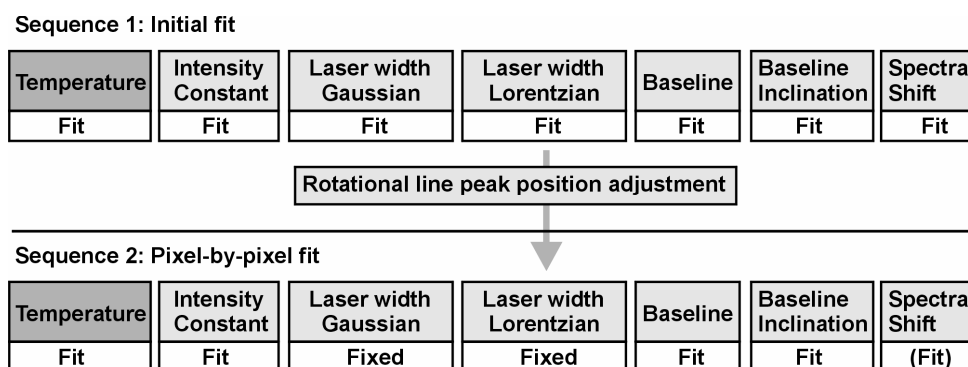 Sequence 1: Initial fit
Temperature Intensity Constant Laser width Gaussian Laser width Lorentzian Baseline Baseline Inclination Spectra Shift
Fit Fit Fit Fit Fit Fit Fit
Rotational line peak position adjustment
Sequence 2: Pixel-by-pixel fit
Temperature Intensity Constant Laser width Gaussian Laser width Lorentzian Baseline Baseline Inclination Spectra Shift
Fit Fit Fixed Fixed Fit Fit (Fit)